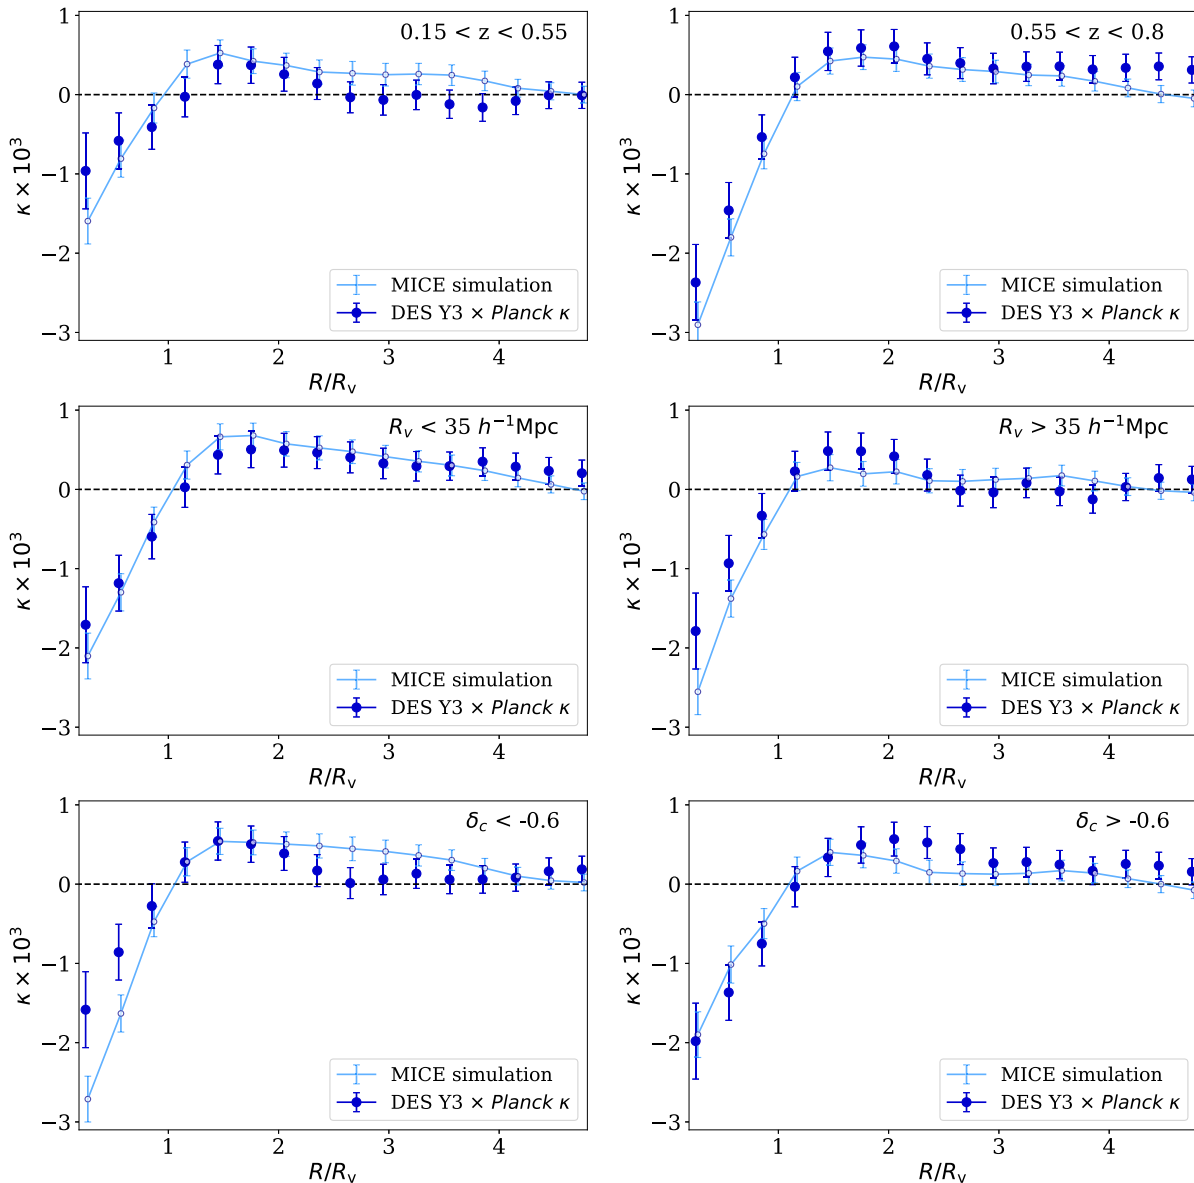 0.15 < z < 0.55
1
0
−1
−2
−3
κ × 10³
MICE simulation
DES Y3 × Planck κ
1 2 3 4
R/Rᵥ
0.55 < z < 0.8
1
0
−1
−2
−3
κ × 10³
MICE simulation
DES Y3 × Planck κ
1 2 3 4
R/Rᵥ
Rᵥ < 35 h⁻¹Mpc
1
0
−1
−2
−3
κ × 10³
MICE simulation
DES Y3 × Planck κ
1 2 3 4
R/Rᵥ
Rᵥ > 35 h⁻¹Mpc
1
0
−1
−2
−3
κ × 10³
MICE simulation
DES Y3 × Planck κ
1 2 3 4
R/Rᵥ
δ_c < -0.6
1
0
−1
−2
−3
κ × 10³
MICE simulation
DES Y3 × Planck κ
1 2 3 4
R/Rᵥ
δ_c > -0.6
1
0
−1
−2
−3
κ × 10³
MICE simulation
DES Y3 × Planck κ
1 2 3 4
R/Rᵥ